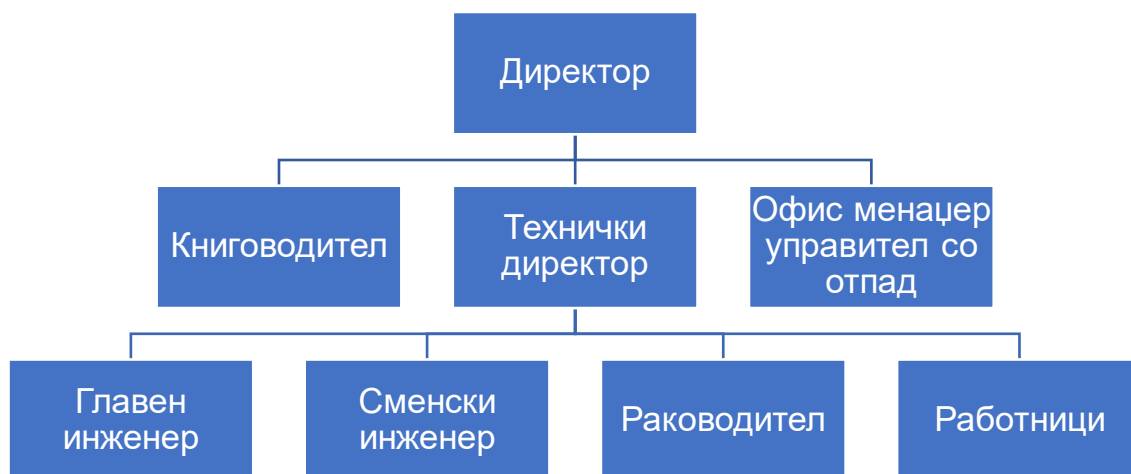 Директор
Книговодител
Технички
директор
Офис менаџер
управител со
отпад
Главен
инженер
Сменски
инженер
Раководител
Работници